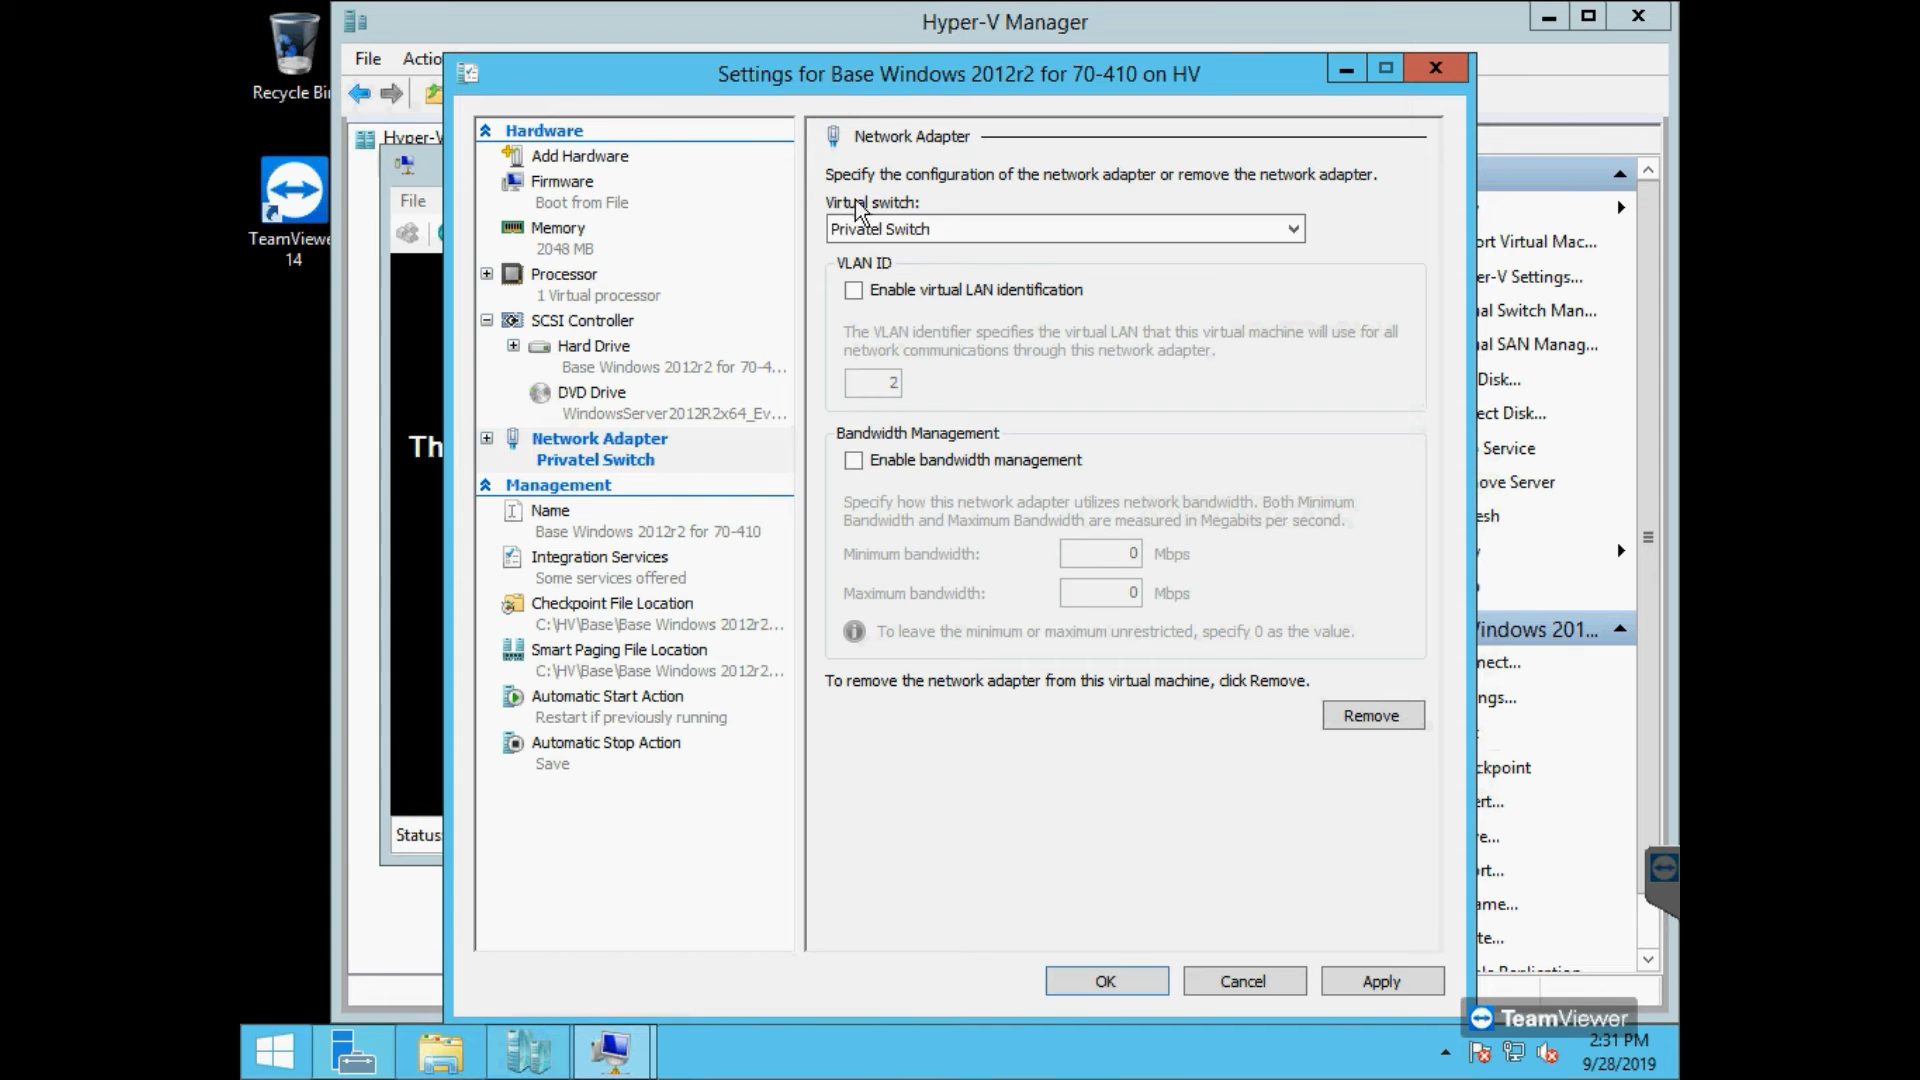 Recycle Bi
TeamViewe
14
Hyper-V Manager
File Actio
Hyper-V
File
Th
Status:
Settings for Base Windows 2012r2 for 70-410 on HV
Hardware
Add Hardware
Firmware
Boot from File
Memory
2048 MB
Processor
1 Virtual processor
SCSI Controller
Hard Drive
Base Windows 2012r2 for 70-4...
DVD Drive
WindowsServer2012R2x64_Ev...
Network Adapter
Privatel Switch
Management
Name
Base Windows 2012r2 for 70-410
Integration Services
Some services offered
Checkpoint File Location
C:\HV\Base\Base Windows 2012r2...
Smart Paging File Location
C:\HV\Base\Base Windows 2012r2...
Automatic Start Action
Restart if previously running
Automatic Stop Action
Save
Network Adapter
Specify the configuration of the network adapter or remove the network adapter.
Virtual switch:
Privatel Switch
VLAN ID
Enable virtual LAN identification
The VLAN identifier specifies the virtual LAN that this virtual machine will use for all
network communications through this network adapter.
2
Bandwidth Management
Enable bandwidth management
Specify how this network adapter utilizes network bandwidth. Both Minimum
Bandwidth and Maximum Bandwidth are measured in Megabits per second.
Minimum bandwidth: 0 Mbps
Maximum bandwidth: 0 Mbps
To leave the minimum or maximum unrestricted, specify 0 as the value.
To remove the network adapter from this virtual machine, click Remove.
Remove
OK Cancel Apply
ort Virtual Mac...
er-V Settings...
al Switch Man...
al SAN Manag...
Disk...
ect Disk...
Service
ove Server
esh
indows 201...
nect...
ngs...
ckpoint
ert...
e...
ort...
ame...
te...
TeamViewer
2:31 PM
9/28/2019